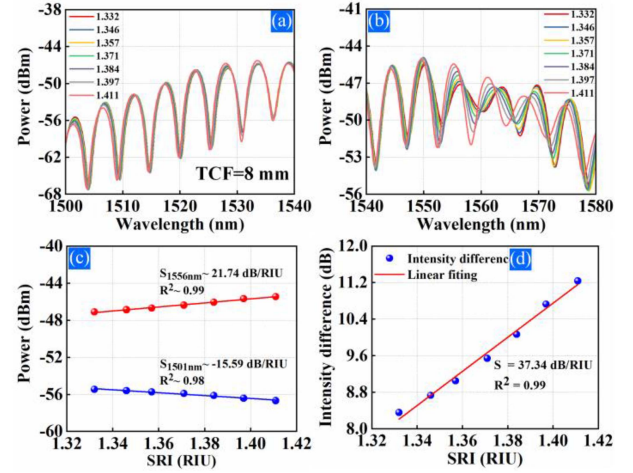 (a)
-38
-44
-50
-56
-62
-68
Power (dBm)
1.332
1.346
1.357
1.371
1.384
1.397
1.411
TCF=8 mm
1500 1510 1520 1530 1540
Wavelength (nm)
(b)
-41
-44
-47
-50
-53
-56
Power (dBm)
1.332
1.346
1.357
1.371
1.384
1.397
1.411
1540 1550 1560 1570 1580
Wavelength (nm)
(c)
-40
-44
-48
-52
-56
-60
Power (dBm)
S1556nm~ 21.74 dB/RIU
R²~ 0.99
S1501nm~ -15.59 dB/RIU
R²~ 0.98
1.32 1.34 1.36 1.38 1.40 1.42
SRI (RIU)
(d)
12.0
11.2
10.4
9.6
8.8
8.0
Intensity difference (dB)
Intensity differenc
Linear fitting
S = 37.34 dB/RIU
R² = 0.99
1.32 1.34 1.36 1.38 1.40 1.42
SRI (RIU)